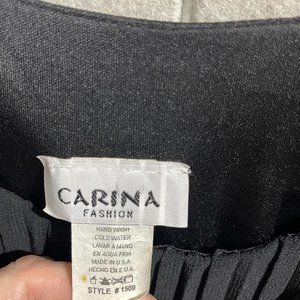 CARINA
FASHION
HAND WASH
COLD WATER
LAVAR A MANO
EN AGUA FRIA
MADE IN U.S.A
HECHO EN E.U.A
STYLE # 1509